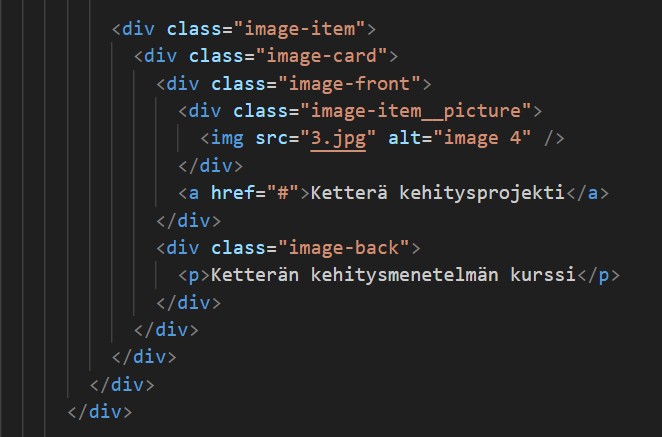 <div class="image-item">
<div class="image-card">
<div class="image-front">
<div class="image-item__picture">
<img src="3.jpg" alt="image 4" />
</div>
<a href="#">Ketterä kehitysprojekti</a>
</div>
<div class="image-back">
<p>Ketterän kehitysmenetelmän kurssi</p>
</div>
</div>
</div>
</div>
</div>